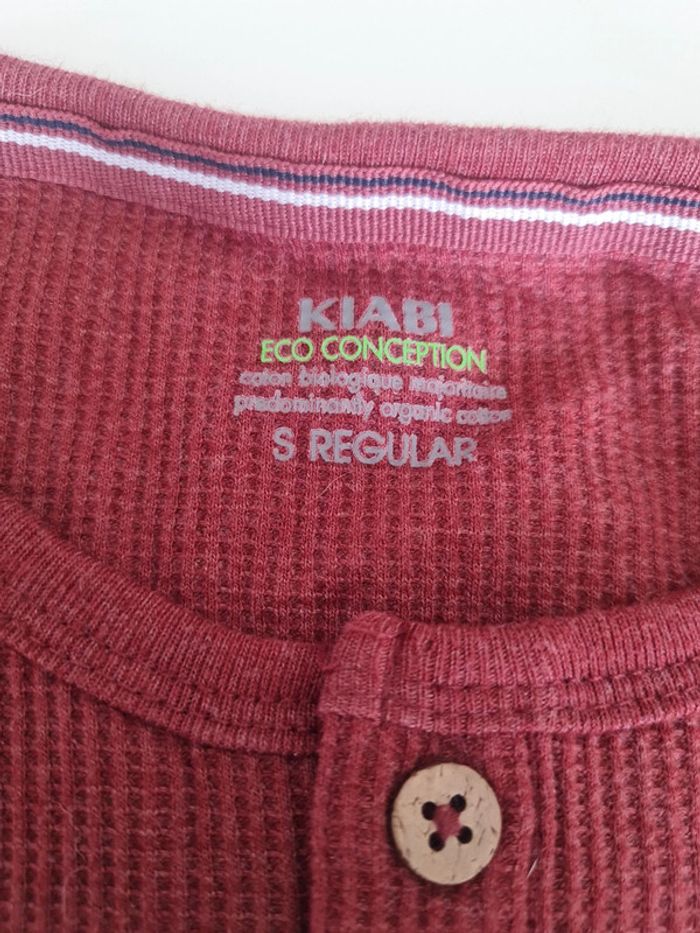 KIABI
ECO CONCEPTION
coton biologique majoritaire
predominantly organic cotton
S REGULAR